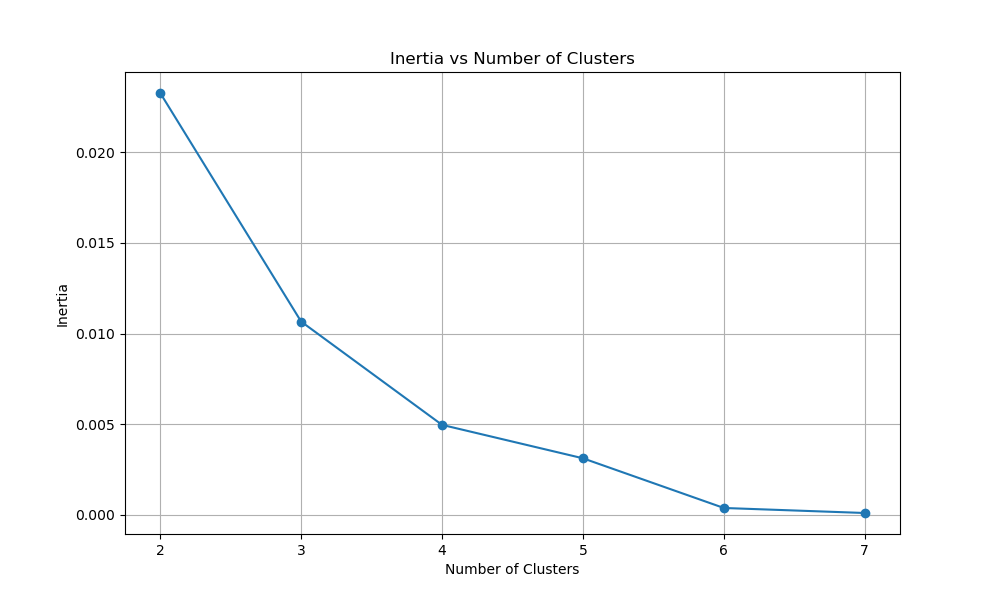 Inertia vs Number of Clusters
Inertia
0.020
0.015
0.010
0.005
0.000
2 3 4 5 6 7
Number of Clusters